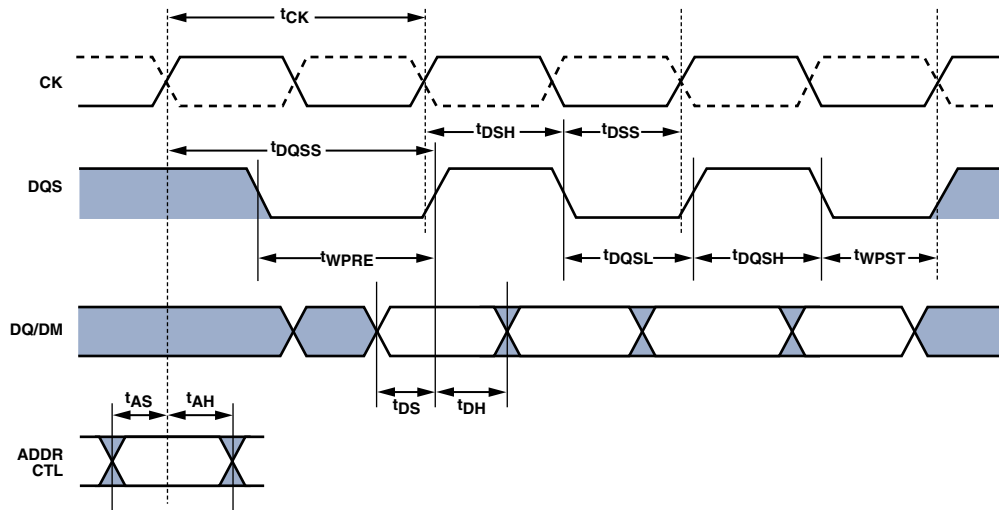 tCK
CK
tDSH
tDSS
tDQSS
DQS
tWPRE
tDQSL
tDQSH
tWPST
DQ/DM
tDS
tDH
tAS
tAH
ADDR
CTL